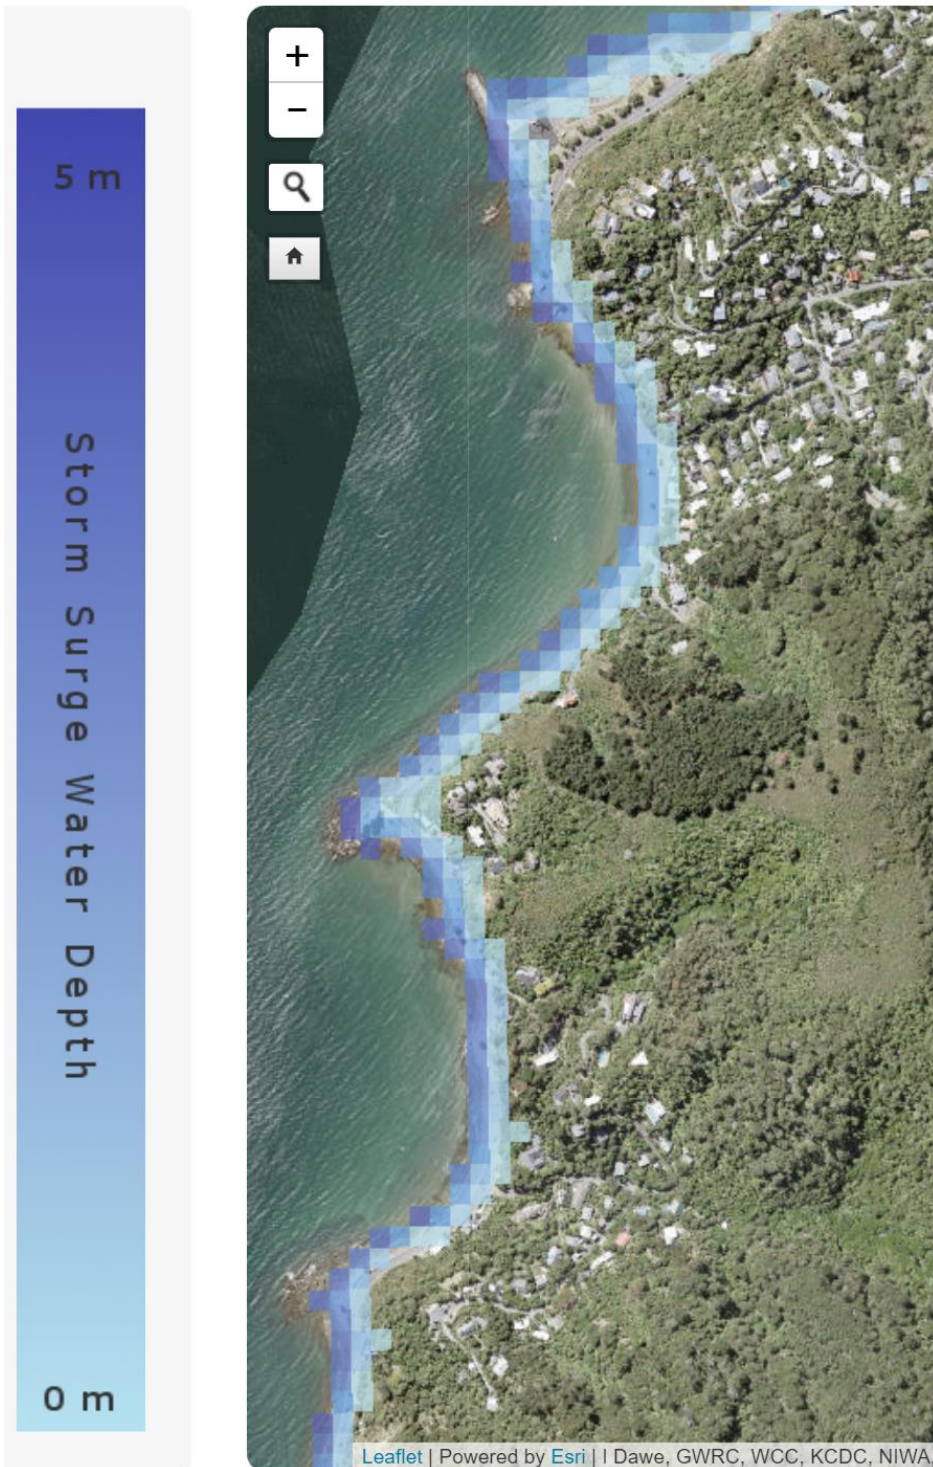 5 m
Storm Surge Water Depth
0 m
+
−
Leaflet | Powered by Esri | I Dawe, GWRC, WCC, KCDC, NIWA,